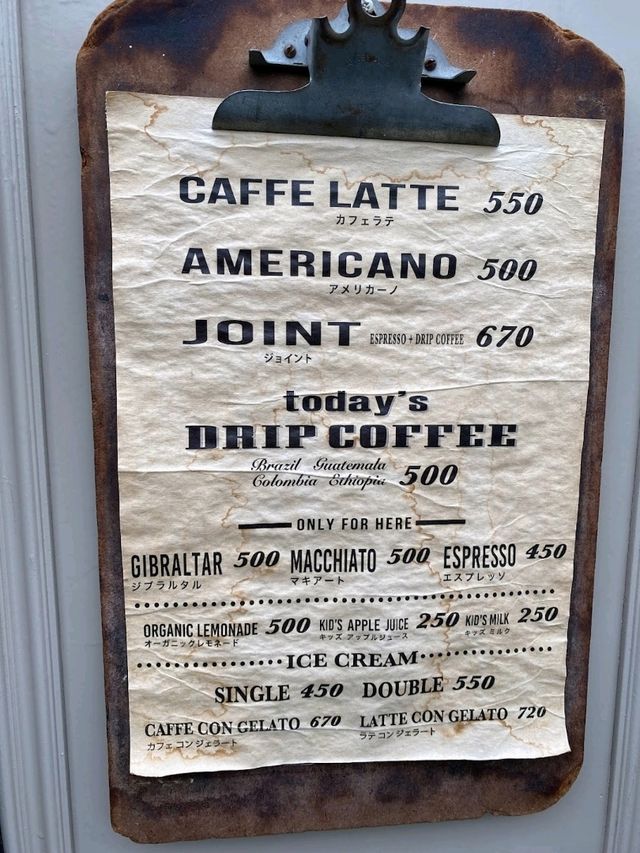 CAFFE LATTE 550
カフェラテ
AMERICANO 500
アメリカーノ
JOINT ESPRESSO + DRIP COFFEE 670
ジョイント
today's
DRIP COFFEE
Brazil Guatemala
Colombia Ethiopia 500
ONLY FOR HERE
GIBRALTAR 500 MACCHIATO 500 ESPRESSO 450
ジブラルタル マキアート エスプレッソ
ORGANIC LEMONADE 500 KID'S APPLE JUICE 250 KID'S MILK 250
オーガニックレモネード キッズ アップルジュース キッズ ミルク
ICE CREAM
SINGLE 450 DOUBLE 550
CAFFE CON GELATO 670 LATTE CON GELATO 720
カフェ コン ジェラート ラテ コン ジェラート